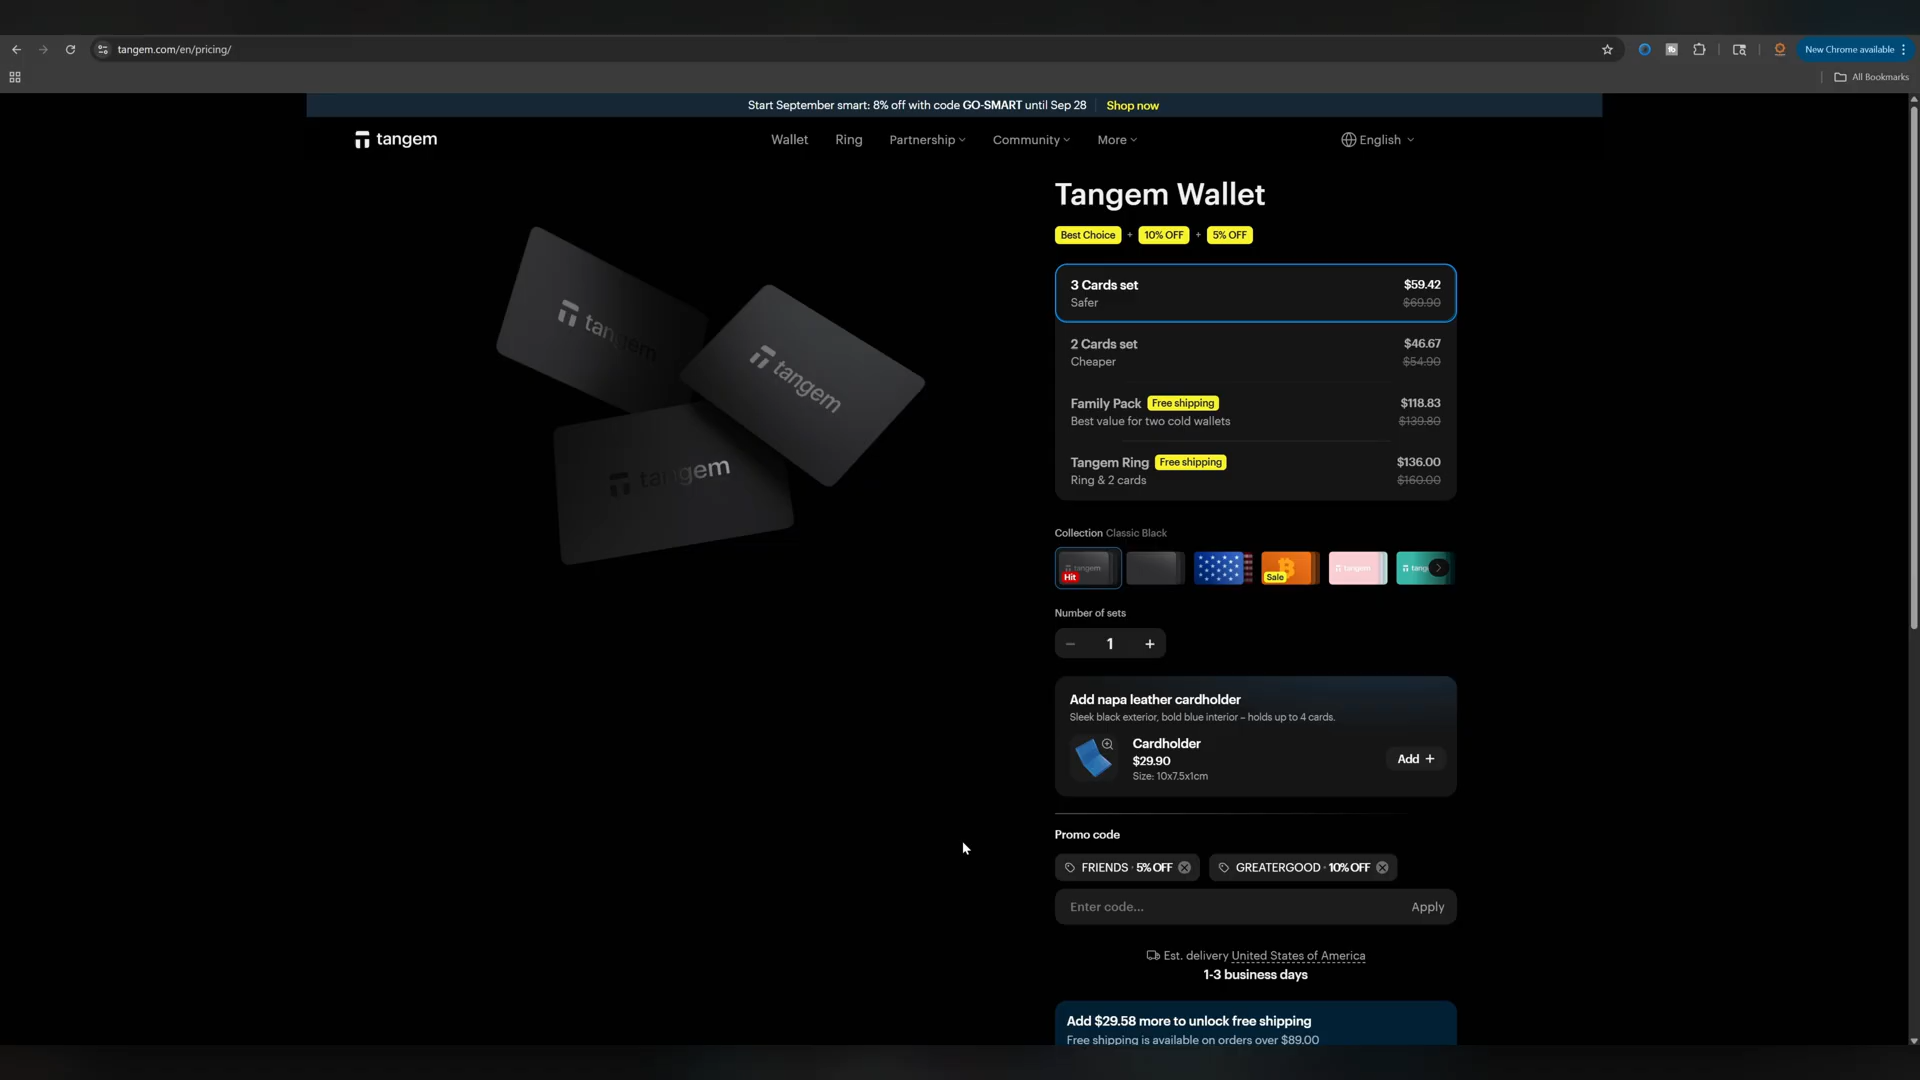 tangem.com/en/pricing/
New Chrome available
All Bookmarks
Start September smart: 8% off with code GO-SMART until Sep 28
Shop now
tangem
Wallet
Ring
Partnership
Community
More
English
Tangem Wallet
Best Choice + 10% OFF + 5% OFF
3 Cards set $59.42
Safer $69.90
2 Cards set $46.67
Cheaper $54.90
Family Pack Free shipping $118.83
Best value for two cold wallets $139.80
Tangem Ring Free shipping $136.00
Ring & 2 cards $160.00
tangem
tangem
tangem
Collection Classic Black
tangem
Hit
Sale
tangem
tang
Number of sets
1
Add napa leather cardholder
Sleek black exterior, bold blue interior – holds up to 4 cards.
Cardholder
$29.90
Size: 10x7.5x1cm
Add +
Promo code
FRIENDS · 5% OFF
GREATERGOOD · 10% OFF
Enter code...
Apply
Est. delivery United States of America
1-3 business days
Add $29.58 more to unlock free shipping
Free shipping is available on orders over $89.00